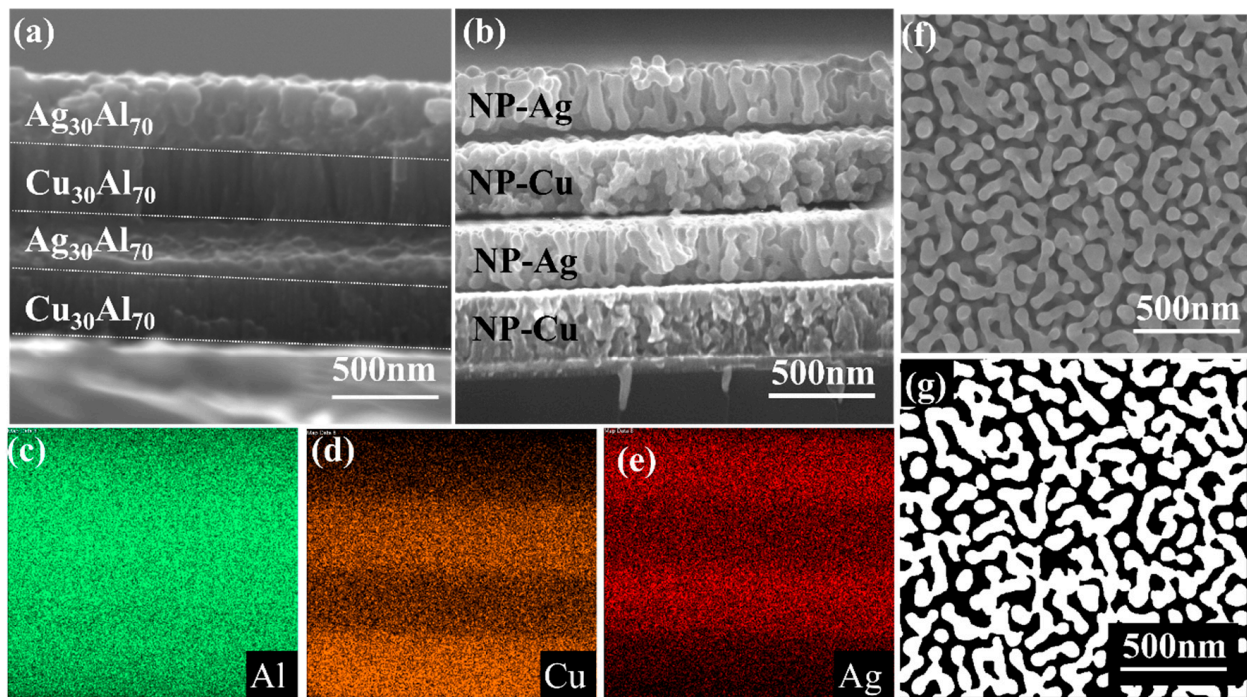 (a)
Ag30Al70
Cu30Al70
Ag30Al70
Cu30Al70
500nm
(b)
NP-Ag
NP-Cu
NP-Ag
NP-Cu
500nm
(c)
Al
(d)
Cu
(e)
Ag
(f)
500nm
(g)
500nm